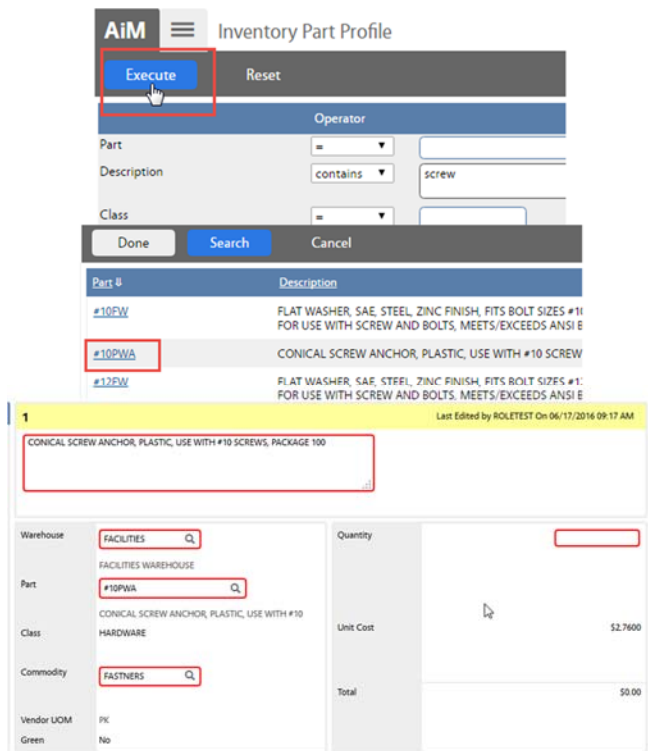 AiM Inventory Part Profile
Execute Reset
Operator
Part =
Description contains screw
Class =
Done Search Cancel
Part Description
#10FW FLAT WASHER, SAE, STEEL, ZINC FINISH, FITS BOLT SIZES #10
FOR USE WITH SCREW AND BOLTS, MEETS/EXCEEDS ANSI B
#10PWA CONICAL SCREW ANCHOR, PLASTIC, USE WITH #10 SCREW
#12FW FLAT WASHER, SAE, STEEL, ZINC FINISH, FITS BOLT SIZES #1
FOR USE WITH SCREW AND BOLTS, MEETS/EXCEEDS ANSI B
1 Last Edited by ROLETEST On 06/17/2016 09:17 AM
CONICAL SCREW ANCHOR, PLASTIC, USE WITH #10 SCREWS, PACKAGE 100
Warehouse FACILITIES Quantity
FACILITIES WAREHOUSE
Part #10PWA
CONICAL SCREW ANCHOR, PLASTIC, USE WITH #10
Class HARDWARE Unit Cost $2.7600
Commodity FASTNERS
Total $0.00
Vendor UOM PK
Green No